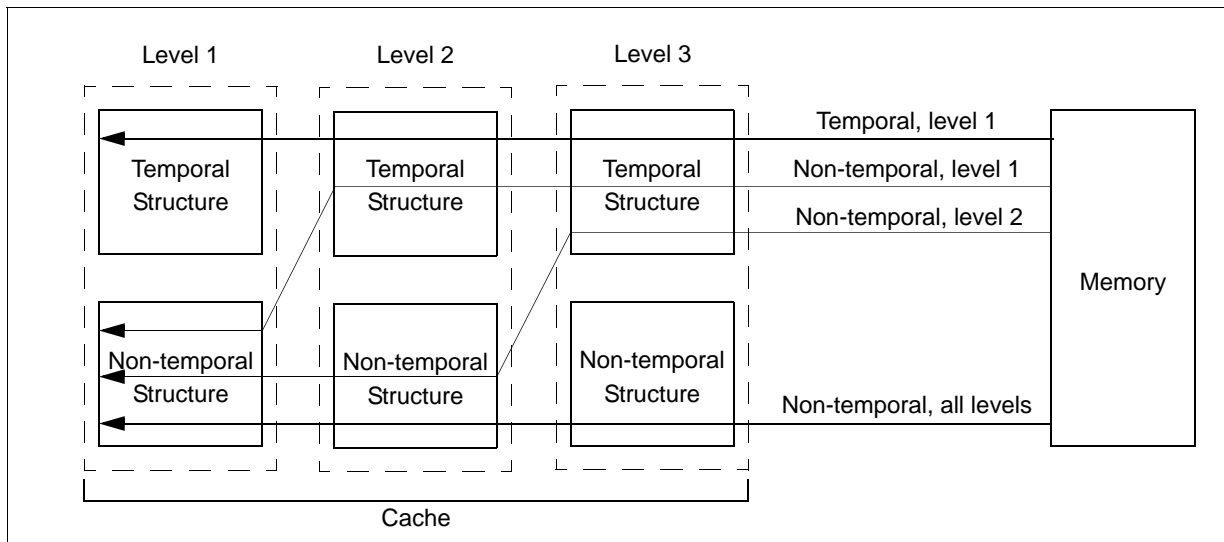 Level 1
Level 2
Level 3
Temporal, level 1
Temporal
Structure
Temporal
Structure
Temporal
Structure
Non-temporal, level 1
Non-temporal, level 2
Memory
Non-temporal
Structure
Non-temporal
Structure
Non-temporal
Structure
Non-temporal, all levels
Cache